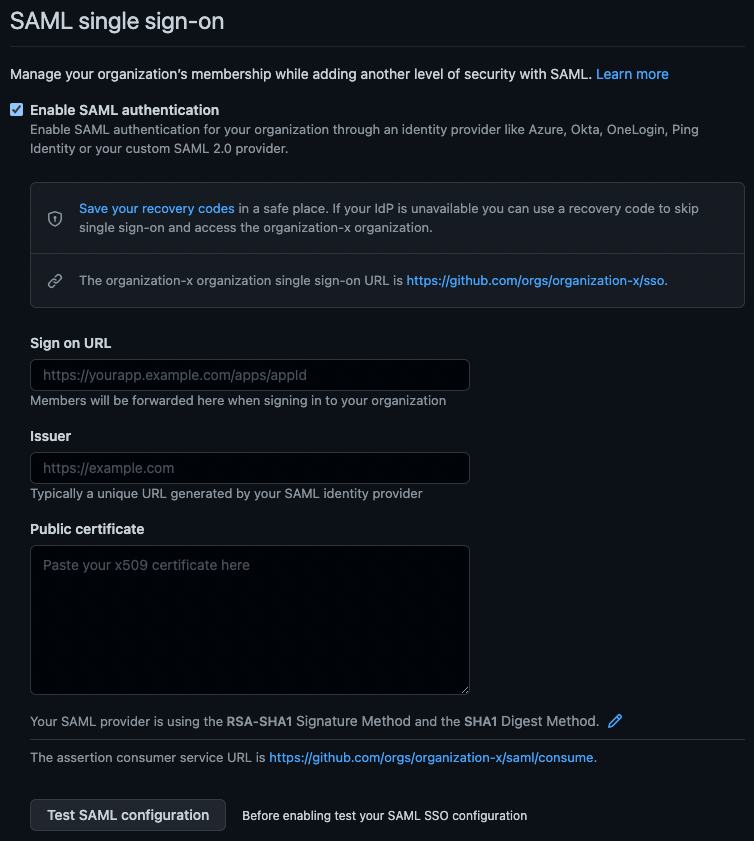 SAML single sign-on
Manage your organization's membership while adding another level of security with SAML. Learn more
Enable SAML authentication
Enable SAML authentication for your organization through an identity provider like Azure, Okta, OneLogin, Ping
Identity or your custom SAML 2.0 provider.
Save your recovery codes in a safe place. If your IdP is unavailable you can use a recovery code to skip
single sign-on and access the organization-x organization.
The organization-x organization single sign-on URL is https://github.com/orgs/organization-x/sso.
Sign on URL
https://yourapp.example.com/apps/appId
Members will be forwarded here when signing in to your organization
Issuer
https://example.com
Typically a unique URL generated by your SAML identity provider
Public certificate
Paste your x509 certificate here
Your SAML provider is using the RSA-SHA1 Signature Method and the SHA1 Digest Method.
The assertion consumer service URL is https://github.com/orgs/organization-x/saml/consume.
Test SAML configuration Before enabling test your SAML SSO configuration